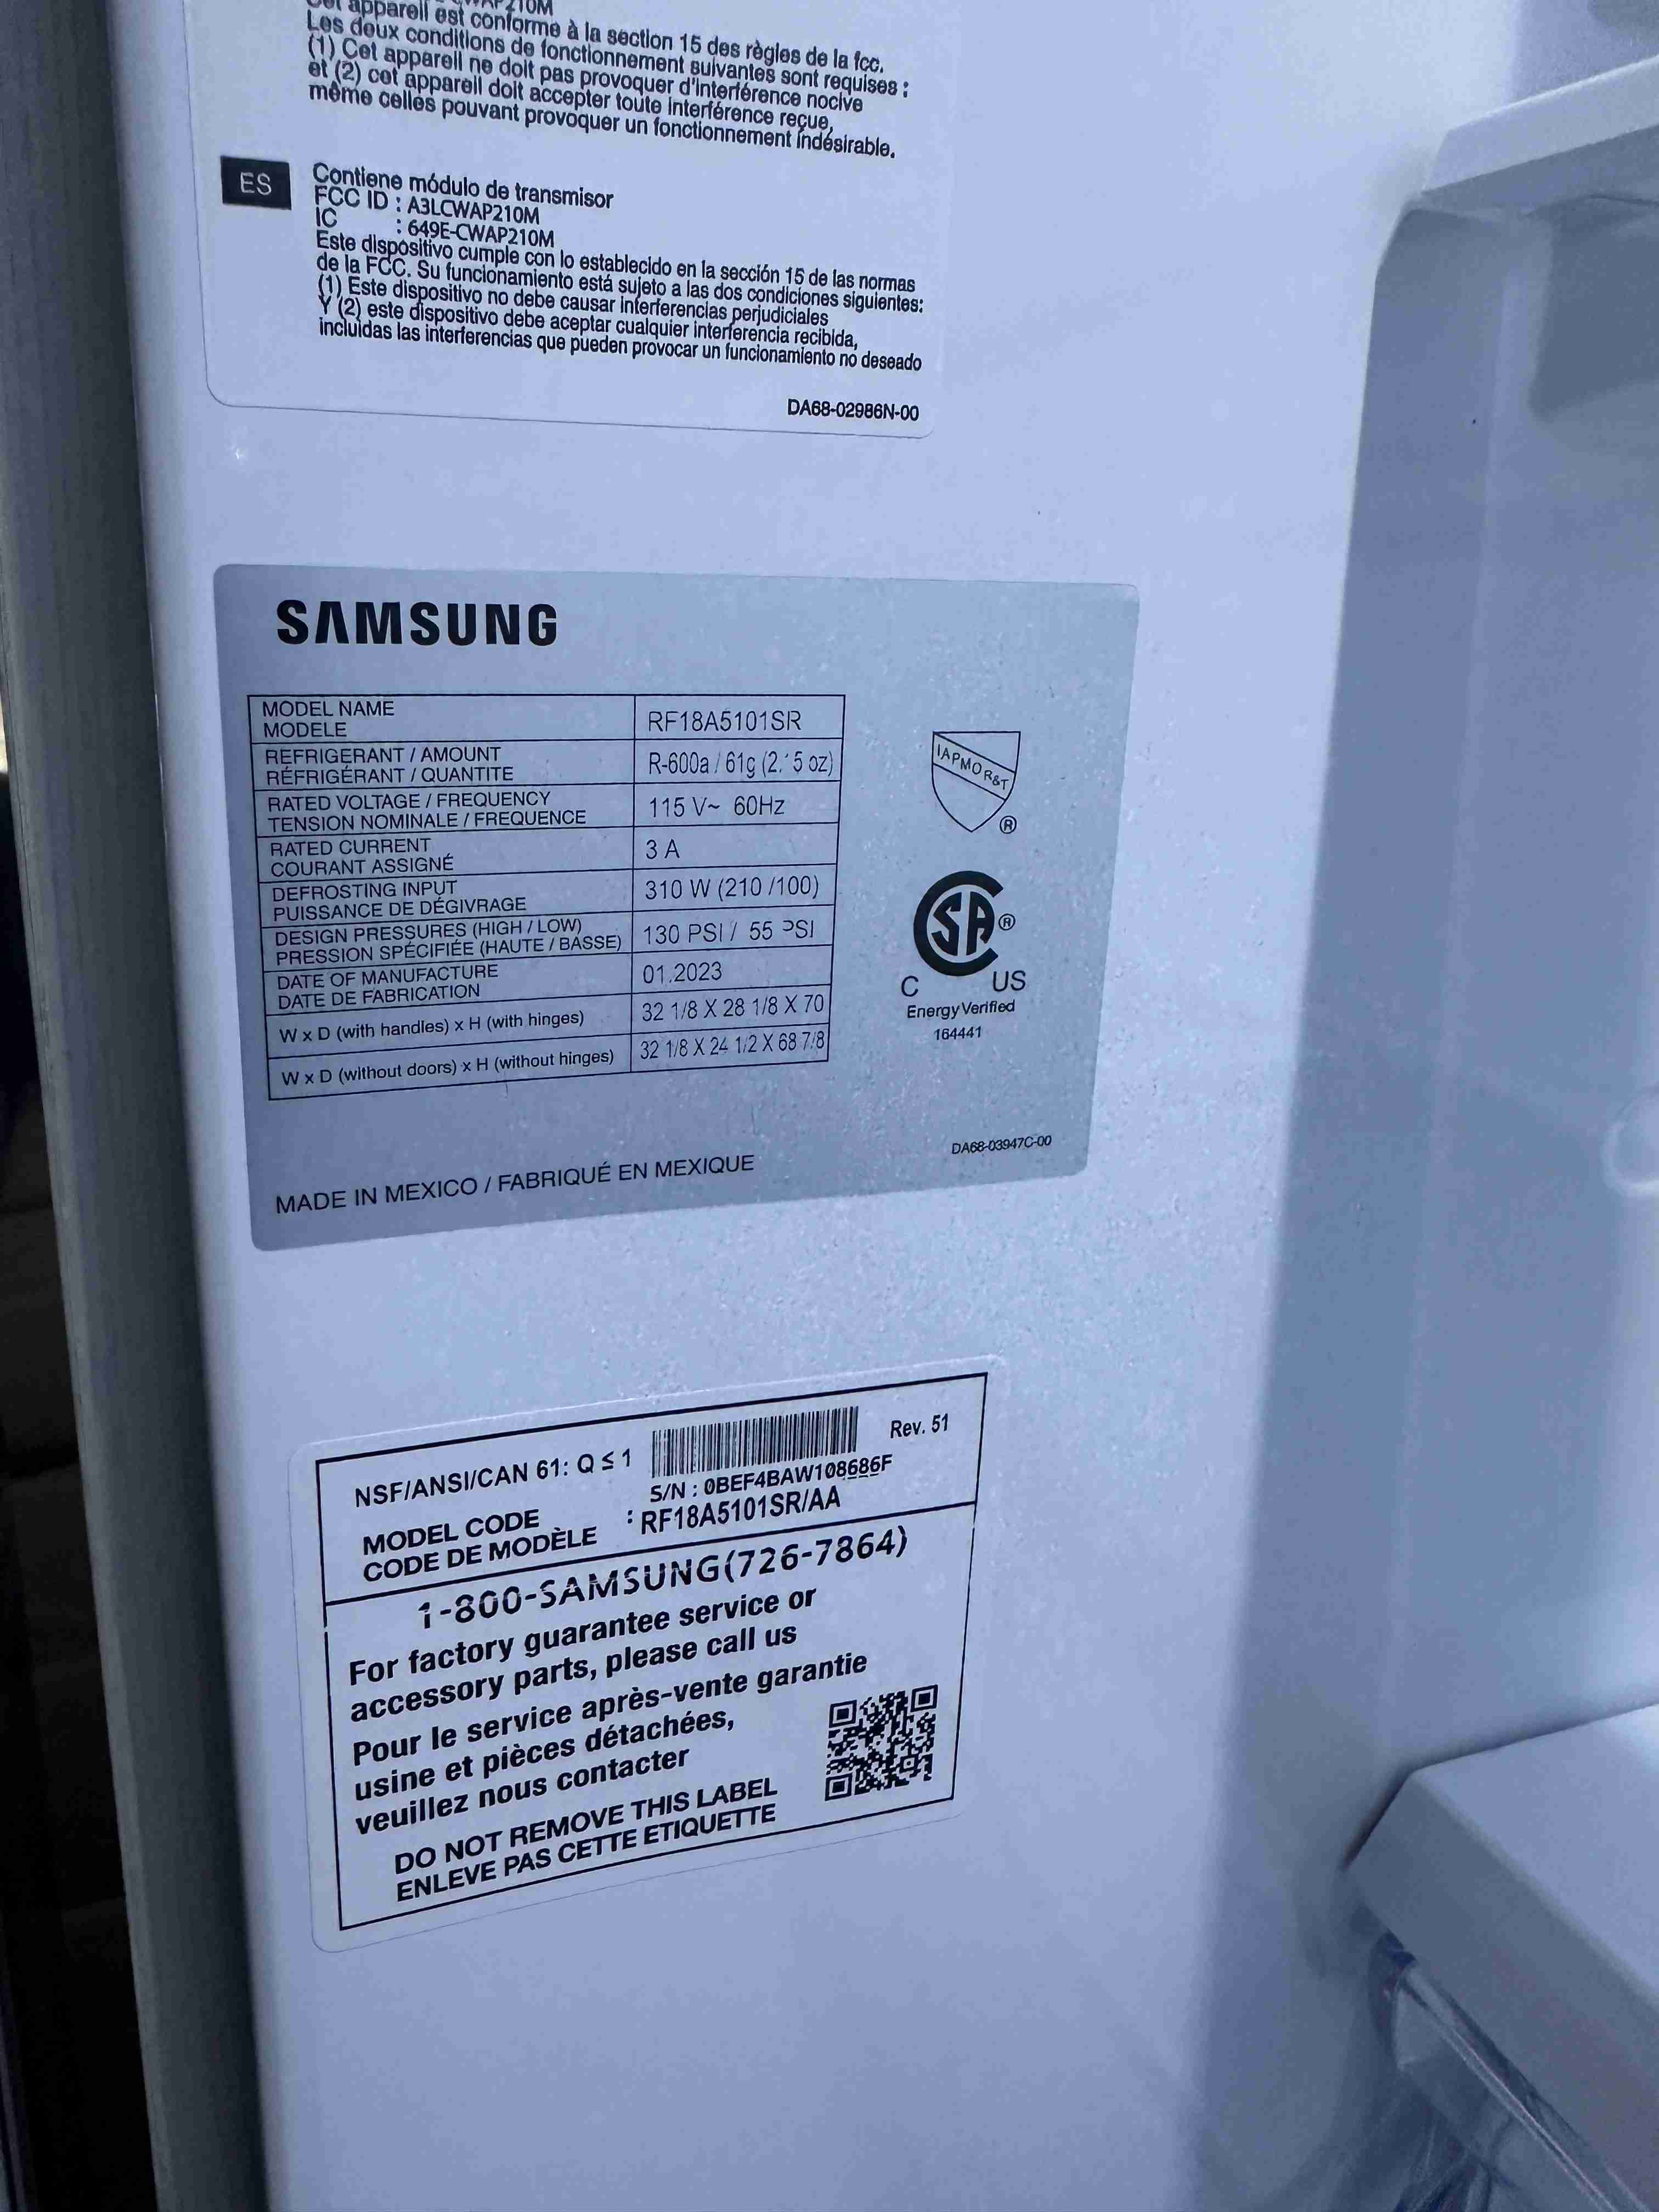 Cet appareil est conforme à la section 15 des règles de la fcc.
Les deux conditions de fonctionnement suivantes sont requises :
(1) Cet appareil ne doit pas provoquer d'interférence nocive
et (2) cet appareil doit accepter toute interférence reçue,
même celles pouvant provoquer un fonctionnement indésirable.
ES
Contiene módulo de transmisor
FCC ID : A3LCWAP210M
IC : 649E-CWAP210M
Este dispositivo cumple con lo establecido en la sección 15 de las normas
de la FCC. Su funcionamiento está sujeto a las dos condiciones siguientes:
(1) Este dispositivo no debe causar interferencias perjudiciales
Y (2) este dispositivo debe aceptar cualquier interferencia recibida,
incluidas las interferencias que pueden provocar un funcionamiento no deseado
DA68-02986N-00
SAMSUNG
MODEL NAME
MODELE
RF18A5101SR
REFRIGERANT / AMOUNT
RÉFRIGÉRANT / QUANTITE
R-600a / 61g
RATED VOLTAGE / FREQUENCY
TENSION NOMINALE / FREQUENCE
115 V~ 60Hz
RATED CURRENT
COURANT ASSIGNÉ
3 A
DEFROSTING INPUT
PUISSANCE DE DÉGIVRAGE
310 W (210 /100)
DESIGN PRESSURES (HIGH / LOW)
PRESSION SPÉCIFIÉE (HAUTE / BASSE)
130 PSI / 55 PSI
DATE OF MANUFACTURE
DATE DE FABRICATION
01.2023
W x D (with handles) x H (with hinges)
32 1/8 X 28 1/8 X 70
W x D (without doors) x H (without hinges)
32 1/8 X 24 1/2 X 68 7/8
IAPMO R&T
®
SA ®
C US
Energy Verified
164441
MADE IN MEXICO / FABRIQUÉ EN MEXIQUE
DA68-03947C-00
NSF/ANSI/CAN 61: Q ≤ 1
Rev. 51
S/N : 0BEF4BAW108686F
MODEL CODE
CODE DE MODÈLE
: RF18A5101SR/AA
1-800-SAMSUNG(726-7864)
For factory guarantee service or
accessory parts, please call us
Pour le service après-vente garantie
usine et pièces détachées,
veuillez nous contacter
DO NOT REMOVE THIS LABEL
ENLEVE PAS CETTE ETIQUETTE